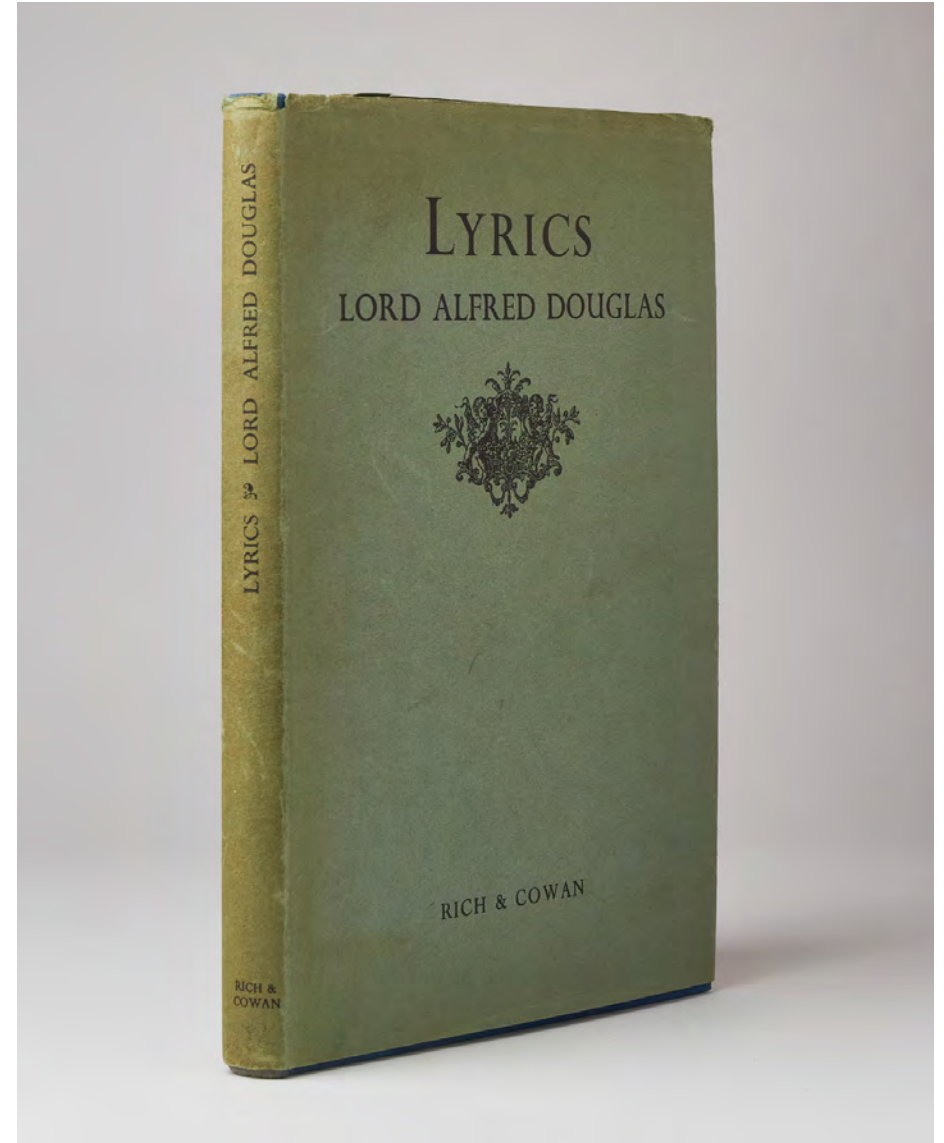 LYRICS
LORD ALFRED DOUGLAS
RICH & COWAN
LYRICS LORD ALFRED DOUGLAS
RICH &
COWAN